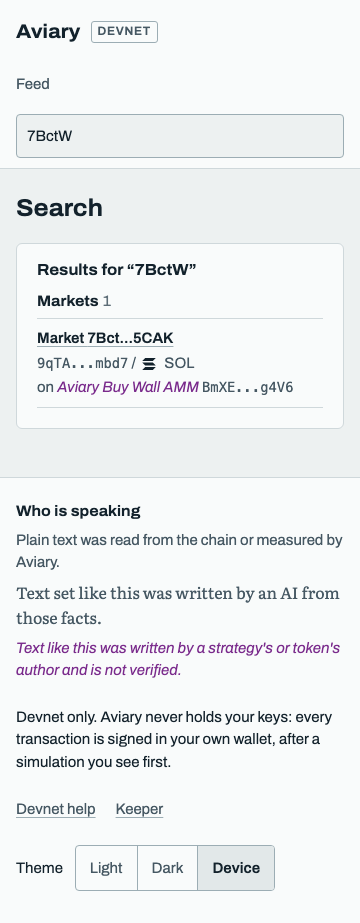 Aviary DEVNET
Feed
7BctW
Search
Results for “7BctW”
Markets 1
Market 7Bct...5CAK
9qTA...mbd7 / SOL
on Aviary Buy Wall AMM BmXE...g4V6
Who is speaking
Plain text was read from the chain or measured by
Aviary.
Text set like this was written by an AI from
those facts.
Text like this was written by a strategy's or token's
author and is not verified.
Devnet only. Aviary never holds your keys: every
transaction is signed in your own wallet, after a
simulation you see first.
Devnet help Keeper
Theme Light Dark Device